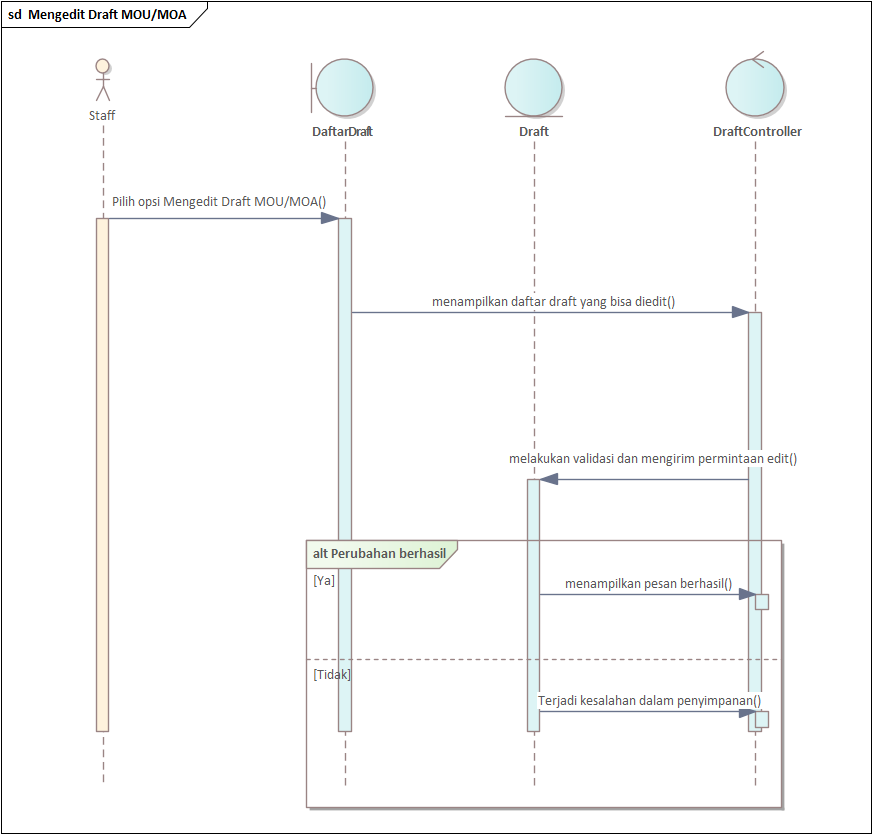 sd Mengedit Draft MOU/MOA
Staff
DaftarDraft
Draft
DraftController
Pilih opsi Mengedit Draft MOU/MOA()
menampilkan daftar draft yang bisa diedit()
melakukan validasi dan mengirim permintaan edit()
alt Perubahan berhasil
[Ya]
menampilkan pesan berhasil()
[Tidak]
Terjadi kesalahan dalam penyimpanan()